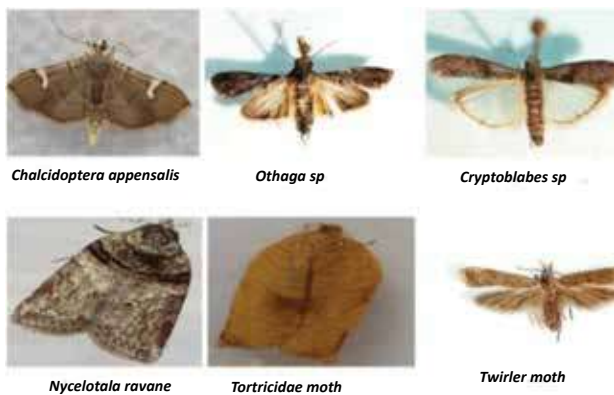 Chalcidoptera appensalis
Othaga sp
Cryptoblabes sp
Nycelotala ravane
Tortricidae moth
Twirler moth